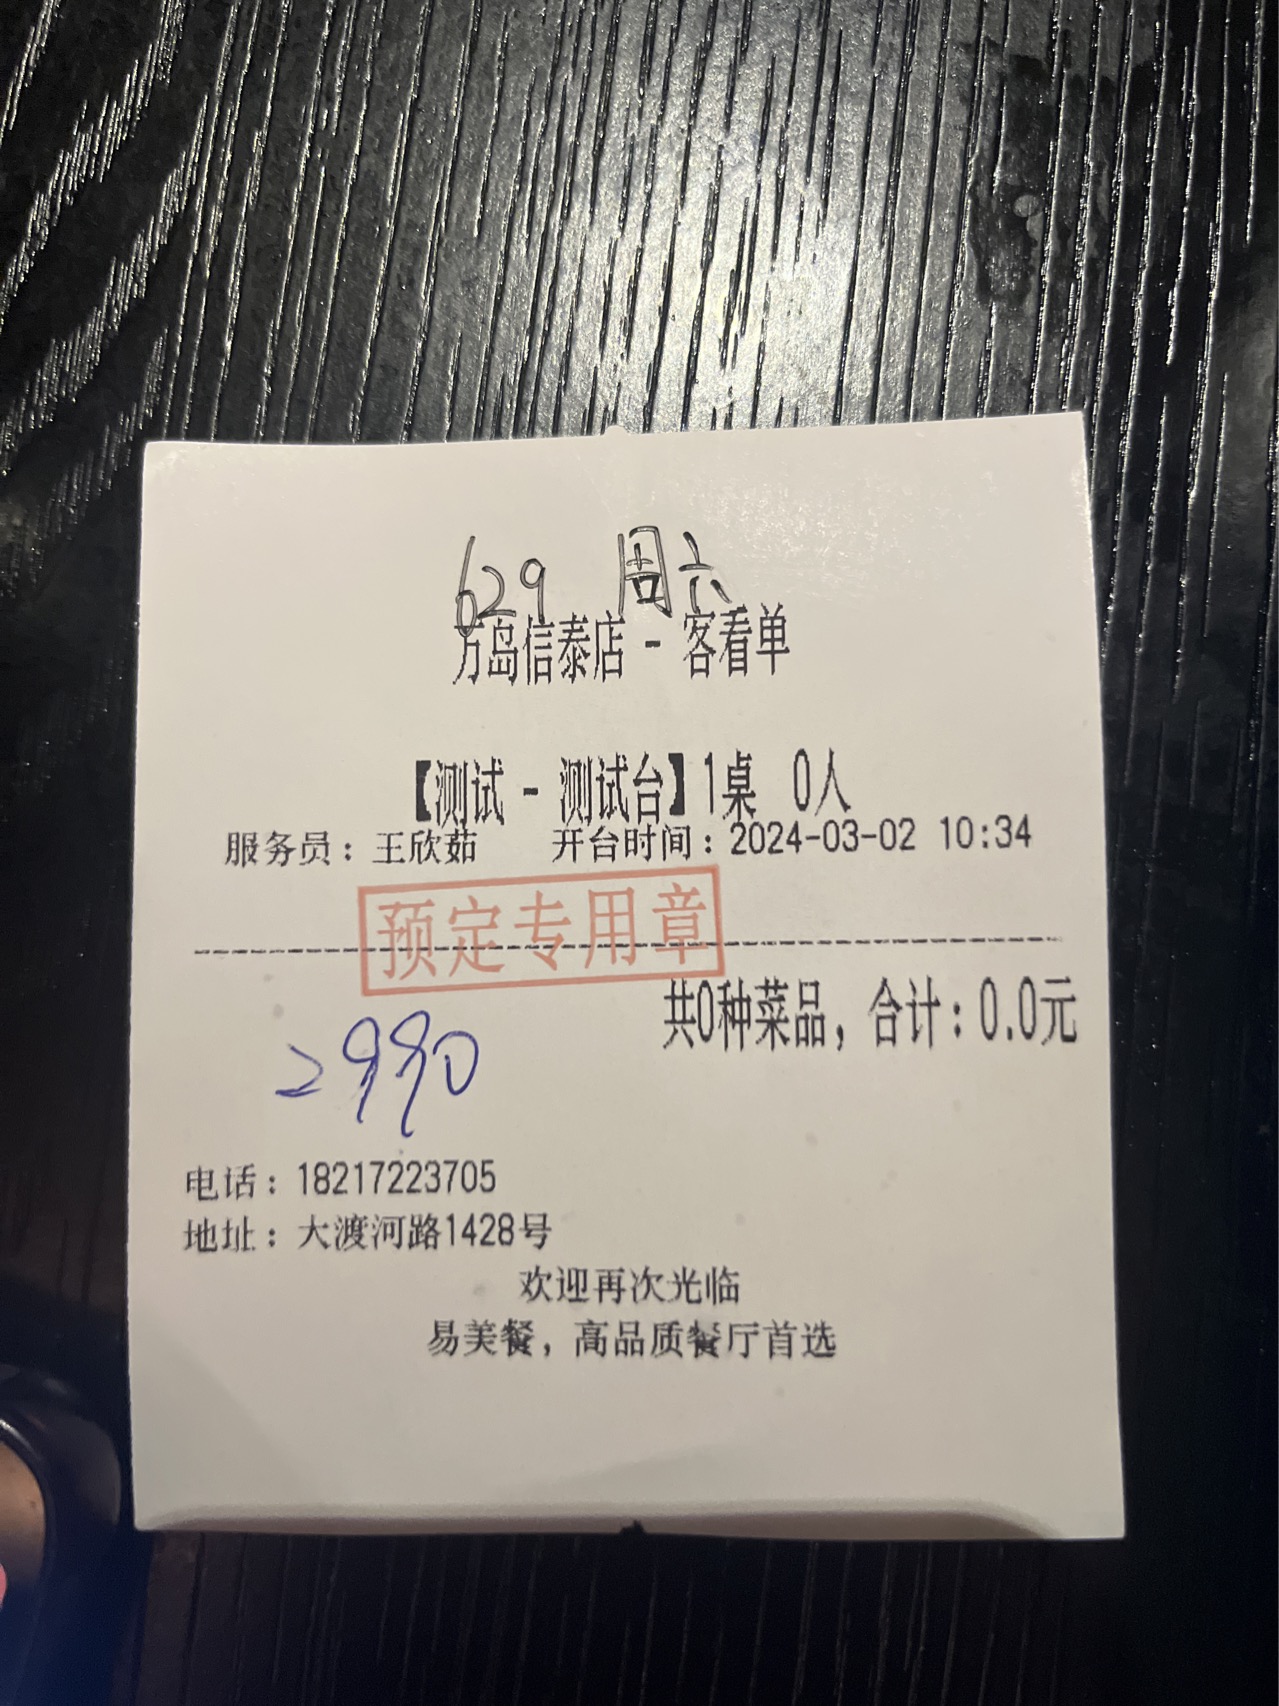 629 周六
万岛信泰店 - 客看单
【测试 - 测试台】1桌 0人
服务员：王欣茹 开台时间：2024-03-02 10:34
预定专用章
共0种菜品，合计：0.0元
2990
电话：18217223705
地址：大渡河路1428号
欢迎再次光临
易美餐，高品质餐厅首选